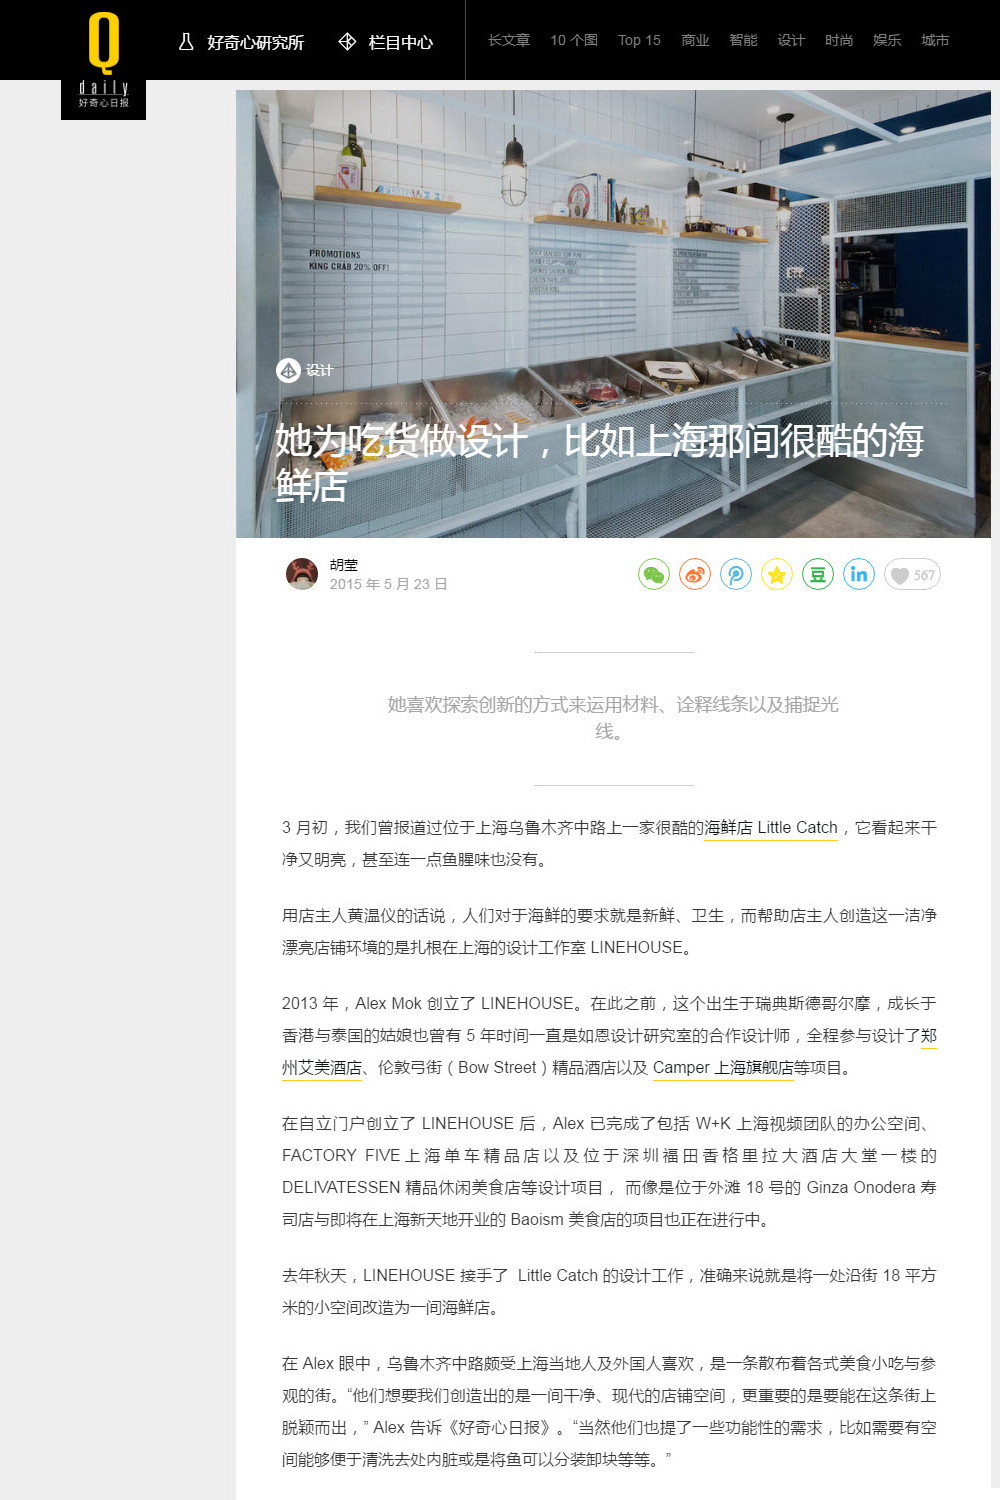 Q
daily
好奇心日报
好奇心研究所
栏目中心
长文章 10 个图 Top 15 商业 智能 设计 时尚 娱乐 城市
PROMOTIONS
KING CRAB 20% OFF!
设计
她为吃货做设计，比如上海那间很酷的海
鲜店
胡莹
2015 年 5 月 23 日
豆
in
567
她喜欢探索创新的方式来运用材料、诠释线条以及捕捉光
线。
3 月初，我们曾报道过位于上海乌鲁木齐中路上一家很酷的海鲜店 Little Catch，它看起来干
净又明亮，甚至连一点鱼腥味也没有。
用店主人黄温仪的话说，人们对于海鲜的要求就是新鲜、卫生，而帮助店主人创造这一洁净
漂亮店铺环境的是扎根在上海的设计工作室 LINEHOUSE。
2013 年，Alex Mok 创立了 LINEHOUSE。在此之前，这个出生于瑞典斯德哥尔摩，成长于
香港与泰国的姑娘也曾有 5 年时间一直是如恩设计研究室的合作设计师，全程参与设计了郑
州艾美酒店、伦敦弓街（Bow Street）精品酒店以及 Camper 上海旗舰店等项目。
在自立门户创立了 LINEHOUSE 后，Alex 已完成了包括 W+K 上海视频团队的办公空间、
FACTORY FIVE上海单车精品店以及位于深圳福田香格里拉大酒店大堂一楼的
DELIVATESSEN 精品休闲美食店等设计项目， 而像是位于外滩 18 号的 Ginza Onodera 寿
司店与即将在上海新天地开业的 Baoism 美食店的项目也正在进行中。
去年秋天，LINEHOUSE 接手了 Little Catch 的设计工作，准确来说就是将一处沿街 18 平方
米的小空间改造为一间海鲜店。
在 Alex 眼中，乌鲁木齐中路颇受上海当地人及外国人喜欢，是一条散布着各式美食小吃与参
观的街。“他们想要我们创造出的是一间干净、现代的店铺空间，更重要的是要能在这条街上
脱颖而出，” Alex 告诉《好奇心日报》。“当然他们也提了一些功能性的需求，比如需要有空
间能够便于清洗去处内脏或是将鱼可以分装卸块等等。”